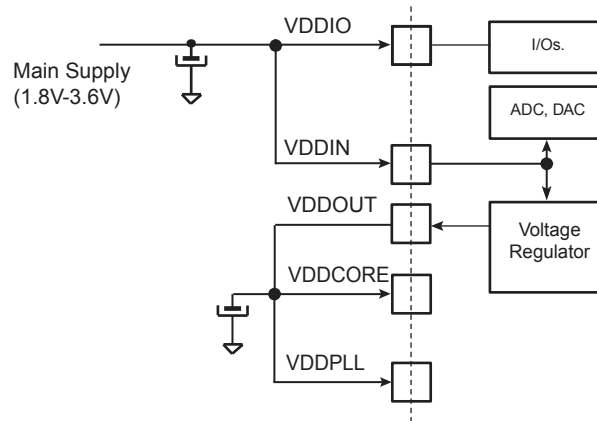 VDDIO
I/Os.
Main Supply
(1.8V-3.6V)
ADC, DAC
VDDIN
VDDOUT
Voltage
Regulator
VDDCORE
VDDPLL